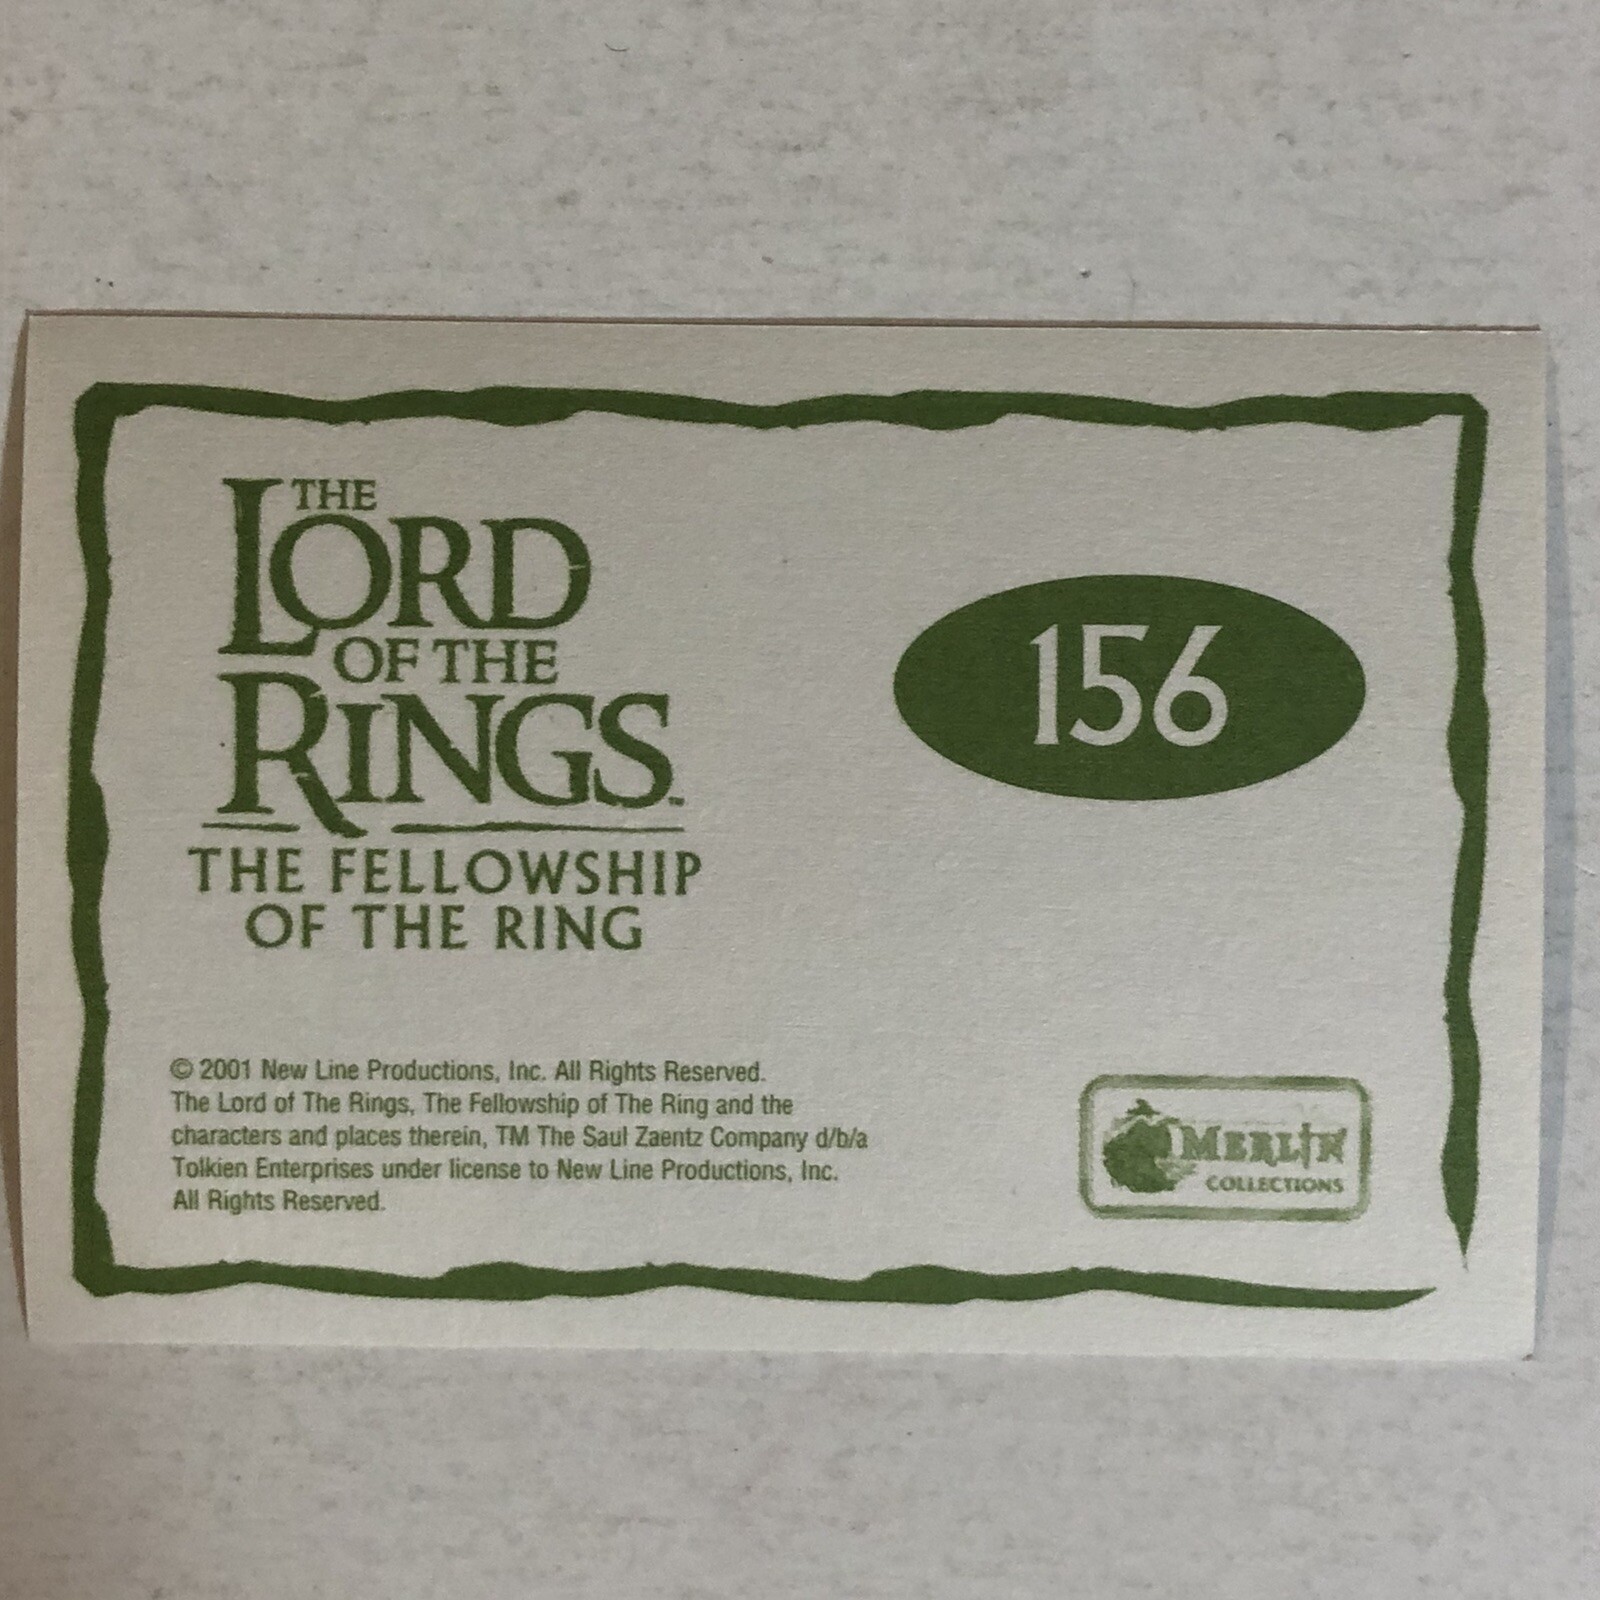 THE
LORD
OF THE
RINGS™
THE FELLOWSHIP
OF THE RING
156
© 2001 New Line Productions, Inc. All Rights Reserved.
The Lord of The Rings, The Fellowship of The Ring and the
characters and places therein, TM The Saul Zaentz Company d/b/a
Tolkien Enterprises under license to New Line Productions, Inc.
All Rights Reserved.
MERLIN
COLLECTIONS